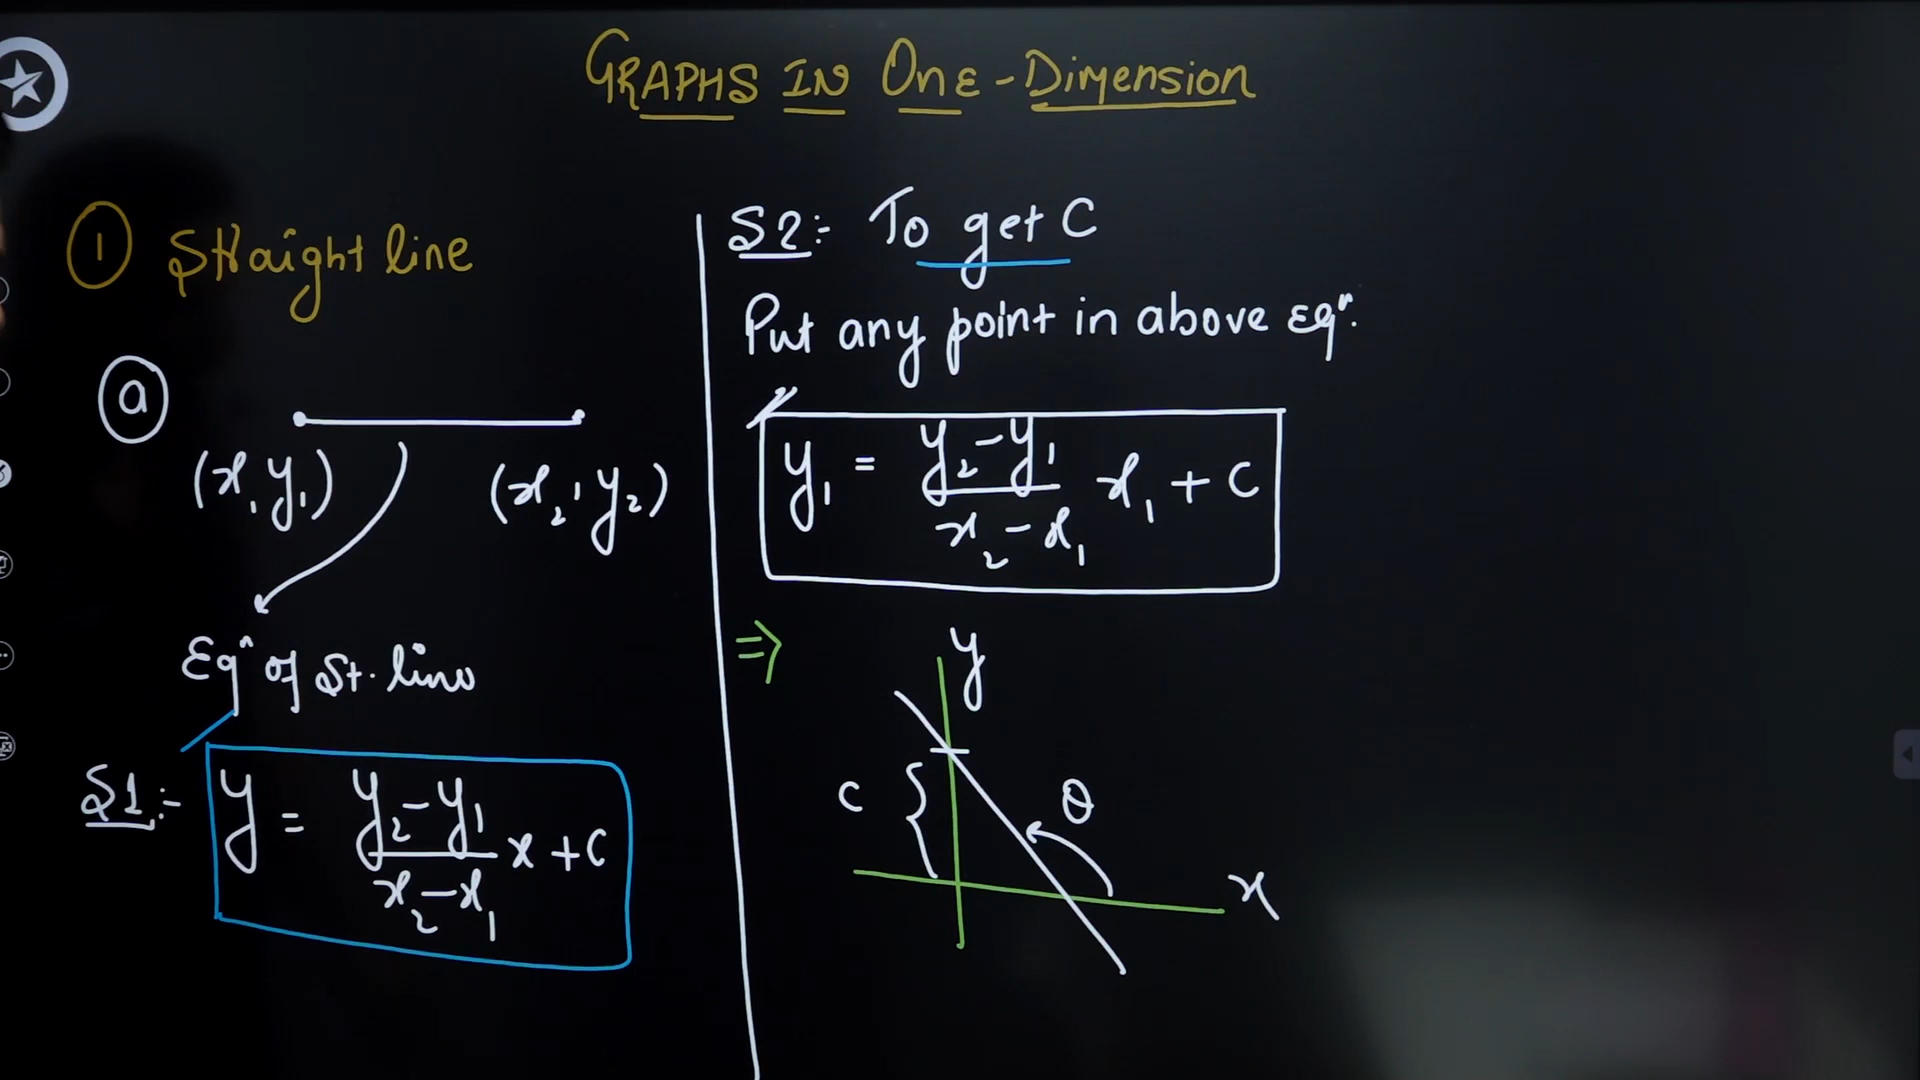 GRAPHS IN ONE-Dimension
① Straight line
ⓐ
(x₁ y₁) (x₂, y₂)
Eqⁿ of St. line
S1:- y = (y₂-y₁)/(x₂-x₁) x + C
S2:- To get C
Put any point in above Eqⁿ.
y₁ = (y₂-y₁)/(x₂-x₁) x₁ + C
⇒
y
C
θ
x